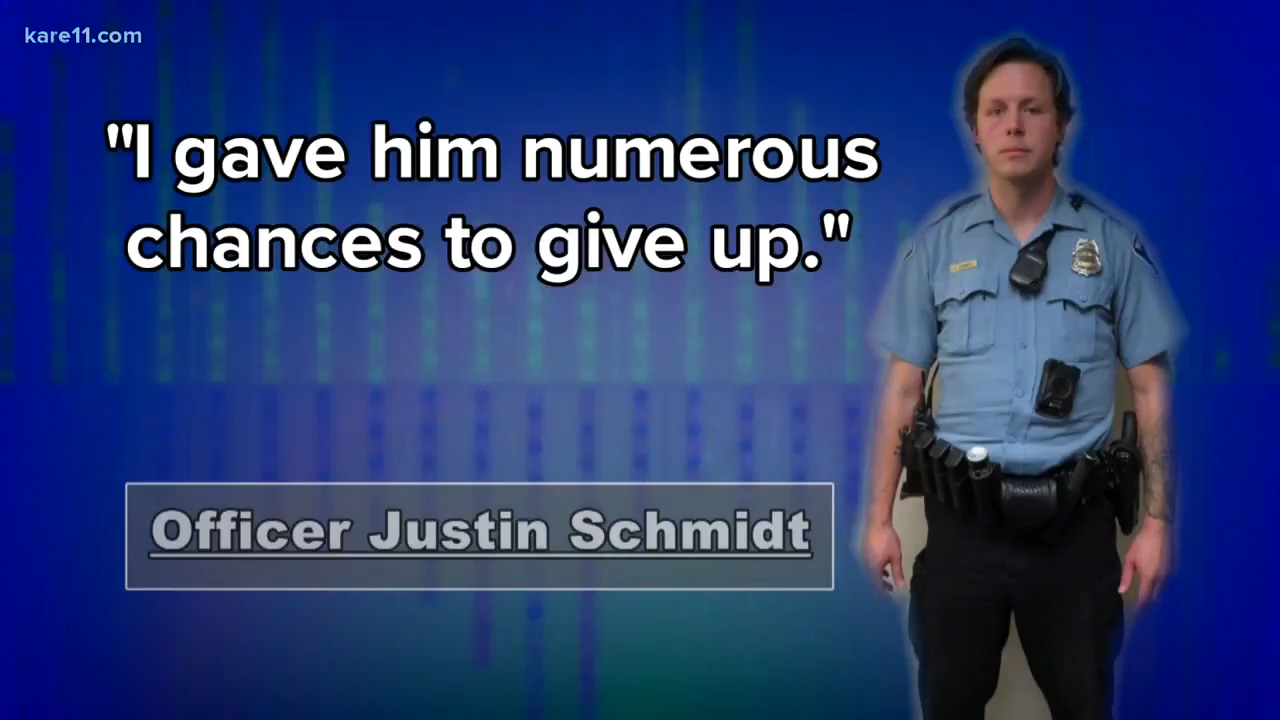 kare11.com
"I gave him numerous
chances to give up."
Officer Justin Schmidt